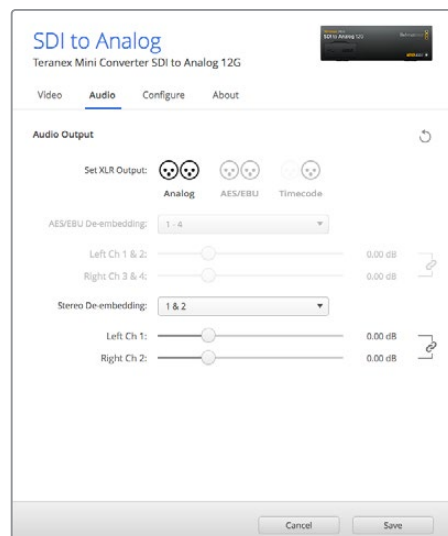 SDI to Analog
Teranex Mini Converter SDI to Analog 12G
Video Audio Configure About
Audio Output
Set XLR Output:
Analog AES/EBU Timecode
AES/EBU De-embedding: 1 - 4
Left Ch 1 & 2: 0.00 dB
Right Ch 3 & 4: 0.00 dB
Stereo De-embedding: 1 & 2
Left Ch 1: 0.00 dB
Right Ch 2: 0.00 dB
Cancel Save